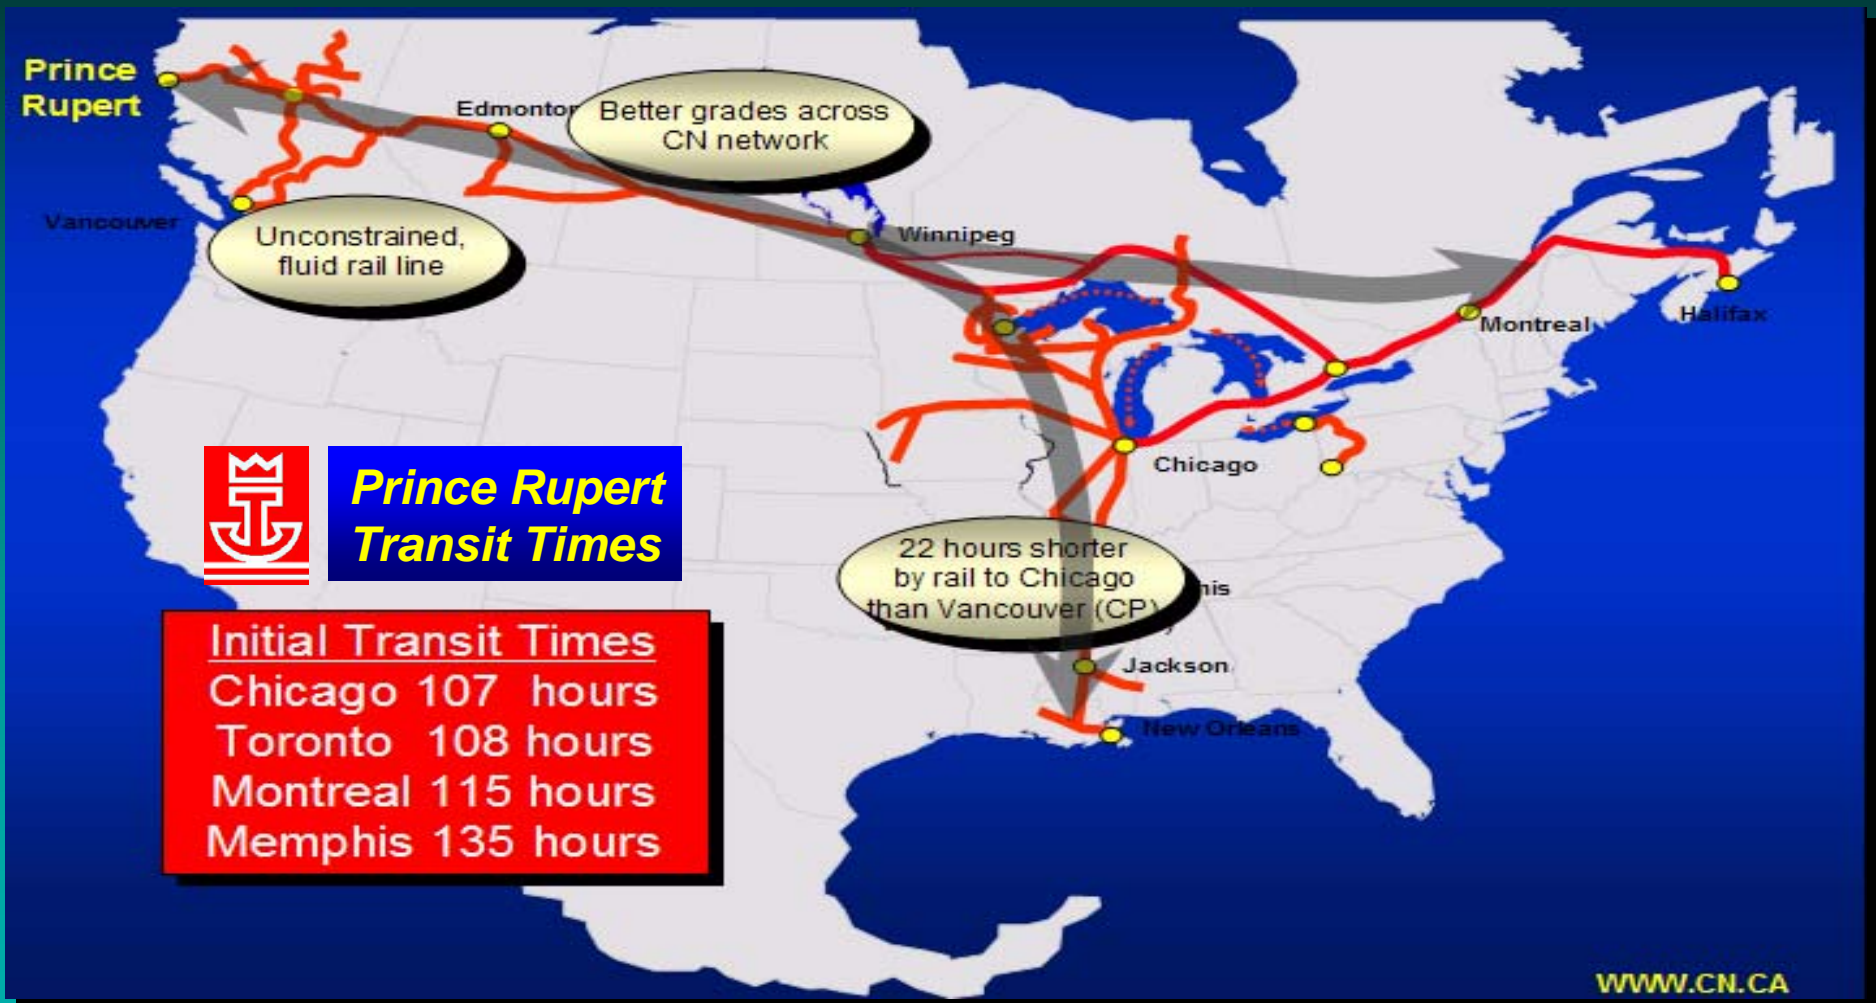 Prince
Rupert
Edmonton
Better grades across
CN network
Vancouver
Unconstrained,
fluid rail line
Winnipeg
Montreal
Halifax
Chicago
Prince Rupert
Transit Times
22 hours shorter
by rail to Chicago
than Vancouver (CP)
Jackson
New Orleans
Initial Transit Times
Chicago 107 hours
Toronto 108 hours
Montreal 115 hours
Memphis 135 hours
WWW.CN.CA